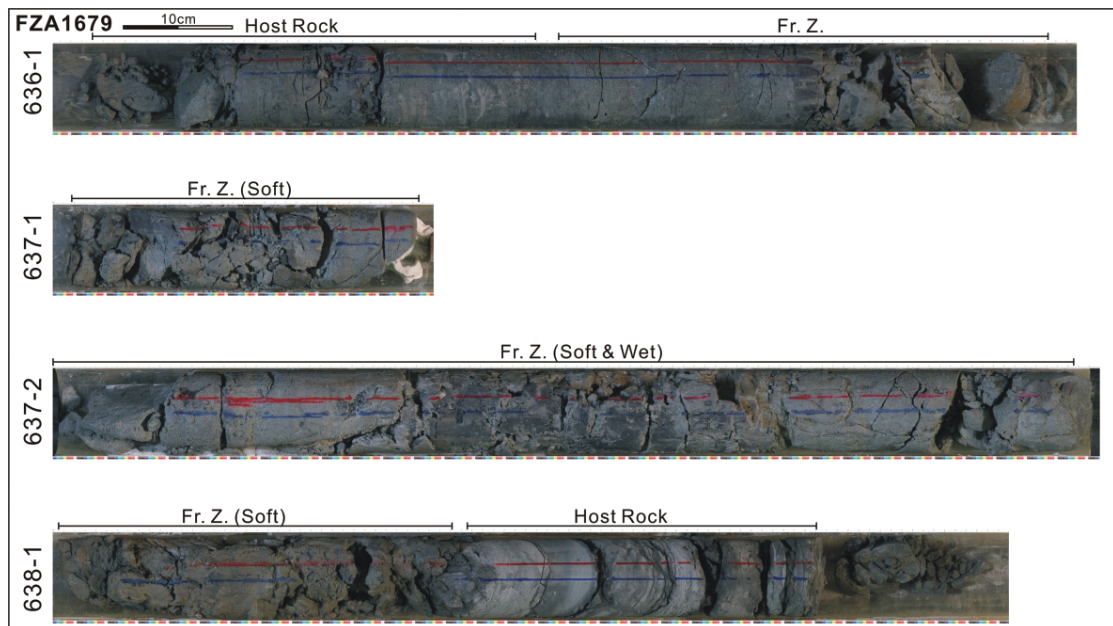 FZA1679 10cm Host Rock Fr. Z.
636-1
Fr. Z. (Soft)
637-1
Fr. Z. (Soft & Wet)
637-2
Fr. Z. (Soft) Host Rock
638-1